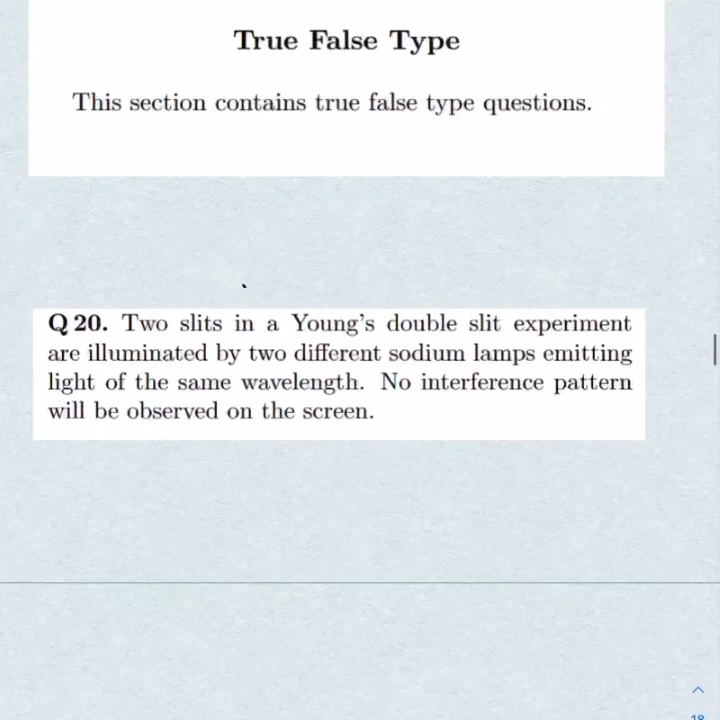 True False Type
This section contains true false type questions.
Q 20. Two slits in a Young's double slit experiment
are illuminated by two different sodium lamps emitting
light of the same wavelength. No interference pattern
will be observed on the screen.